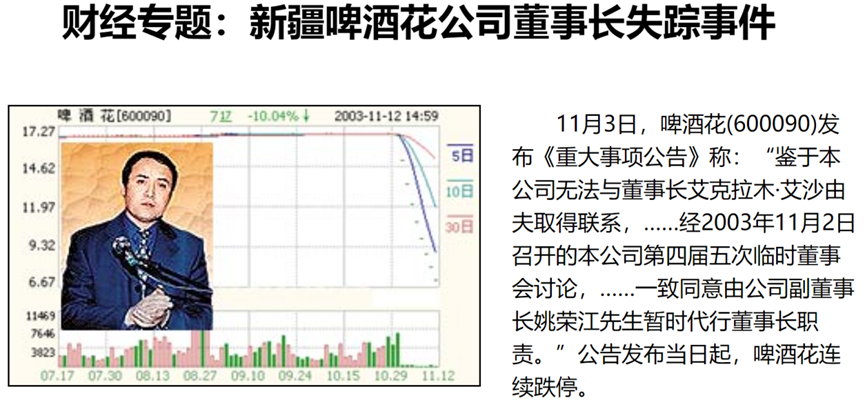 财经专题：新疆啤酒花公司董事长失踪事件
啤 酒 花[600090] 7元 -10.04%↓ 2003-11-12 14:59
17.27
14.62
11.97
9.32
6.67
11469
7646
3823
5日
10日
30日
07.17 07.30 08.13 08.27 09.10 09.24 10.15 10.29 11.12
11月3日，啤酒花(600090)发
布《重大事项公告》称：“鉴于本
公司无法与董事长艾克拉木·艾沙由
夫取得联系，……经2003年11月2日
召开的本公司第四届五次临时董事
会讨论，……一致同意由公司副董事
长姚荣江先生暂时代行董事长职
责。”公告发布当日起，啤酒花连
续跌停。